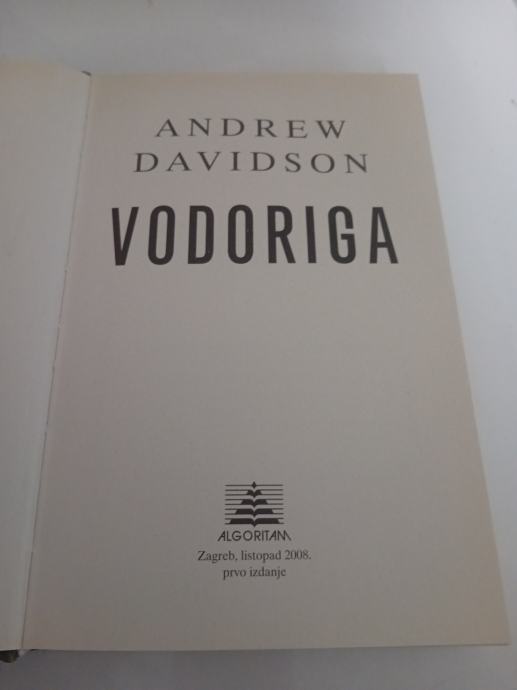 ANDREW
DAVIDSON
VODORIGA
ALGORITAM
Zagreb, listopad 2008.
prvo izdanje